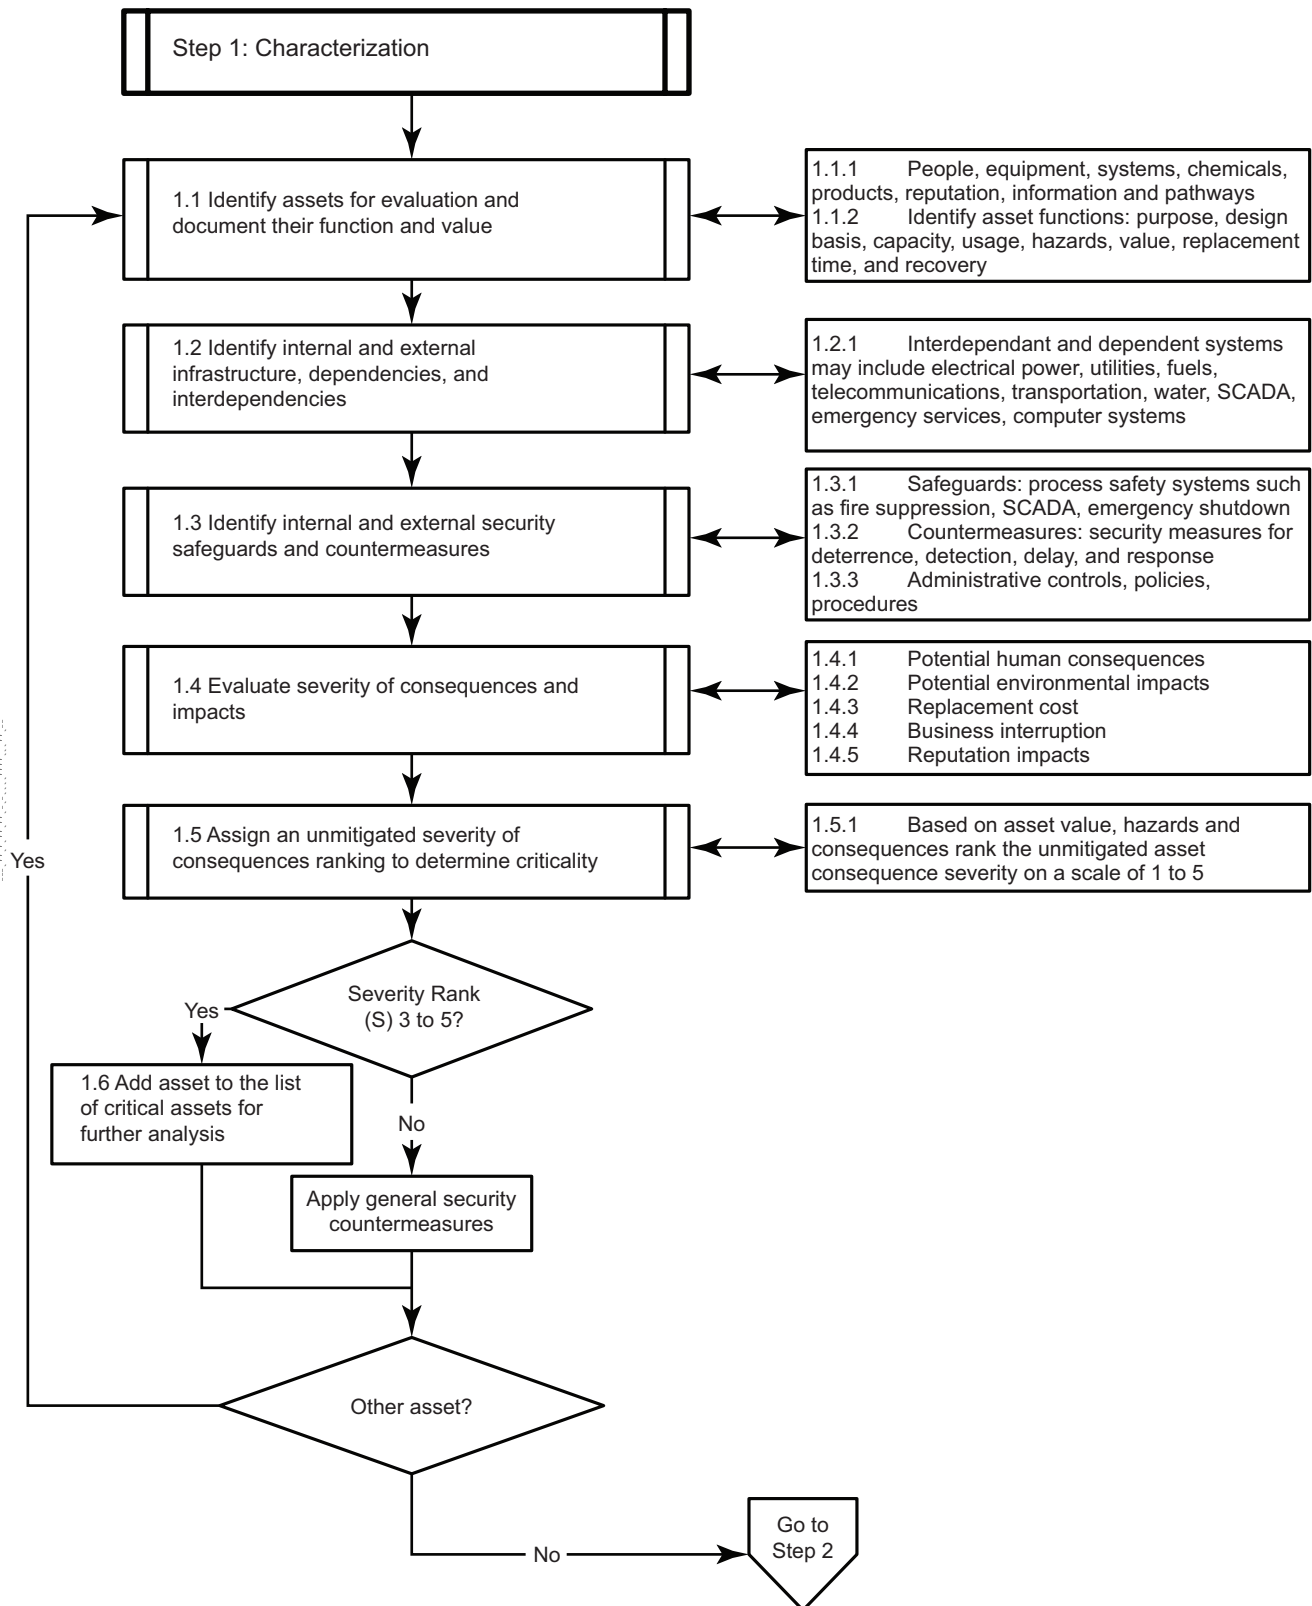 Step 1: Characterization
1.1 Identify assets for evaluation and
document their function and value
1.1.1 People, equipment, systems, chemicals,
products, reputation, information and pathways
1.1.2 Identify asset functions: purpose, design
basis, capacity, usage, hazards, value, replacement
time, and recovery
1.2 Identify internal and external
infrastructure, dependencies, and
interdependencies
1.2.1 Interdependant and dependent systems
may include electrical power, utilities, fuels,
telecommunications, transportation, water, SCADA,
emergency services, computer systems
1.3 Identify internal and external security
safeguards and countermeasures
1.3.1 Safeguards: process safety systems such
as fire suppression, SCADA, emergency shutdown
1.3.2 Countermeasures: security measures for
deterrence, detection, delay, and response
1.3.3 Administrative controls, policies,
procedures
1.4 Evaluate severity of consequences and
impacts
1.4.1 Potential human consequences
1.4.2 Potential environmental impacts
1.4.3 Replacement cost
1.4.4 Business interruption
1.4.5 Reputation impacts
1.5 Assign an unmitigated severity of
consequences ranking to determine criticality
1.5.1 Based on asset value, hazards and
consequences rank the unmitigated asset
consequence severity on a scale of 1 to 5
Yes
Severity Rank
(S) 3 to 5?
Yes
1.6 Add asset to the list
of critical assets for
further analysis
No
Apply general security
countermeasures
Other asset?
No
Go to
Step 2